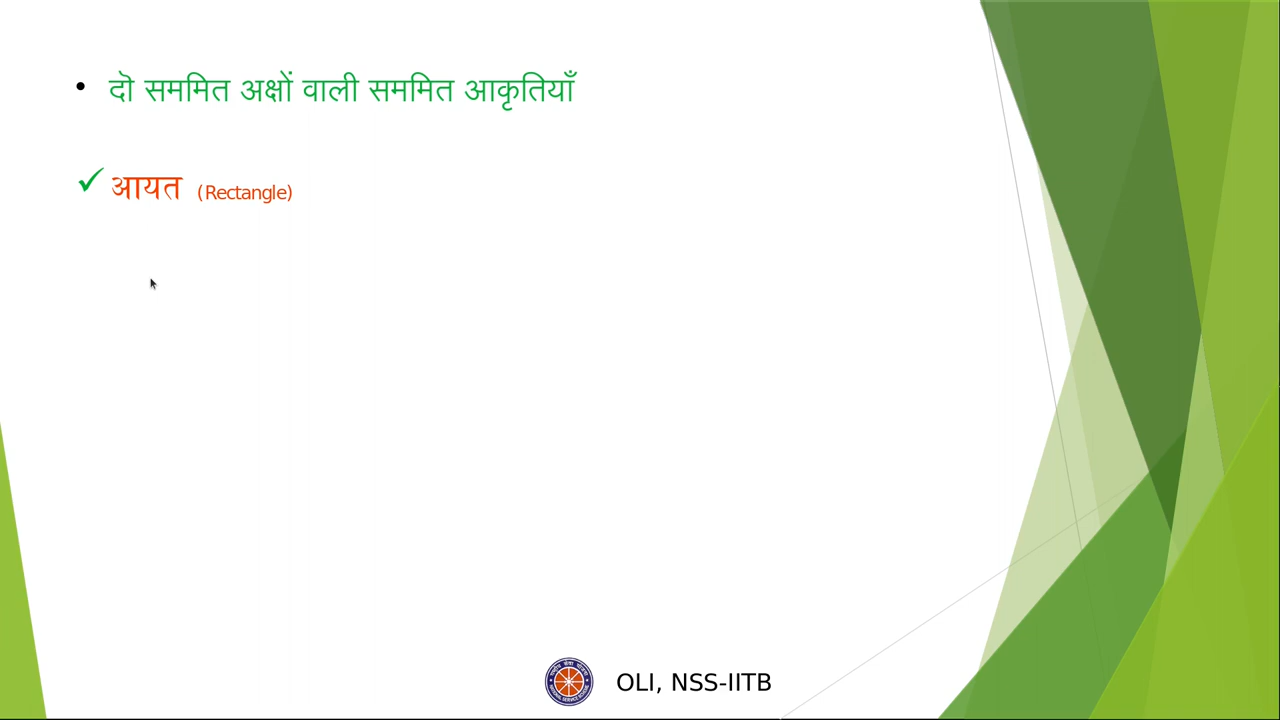 • दॊ सममित अक्षों वाली सममित आकृतियाँ
✓ आयत (Rectangle)
OLI, NSS-IITB